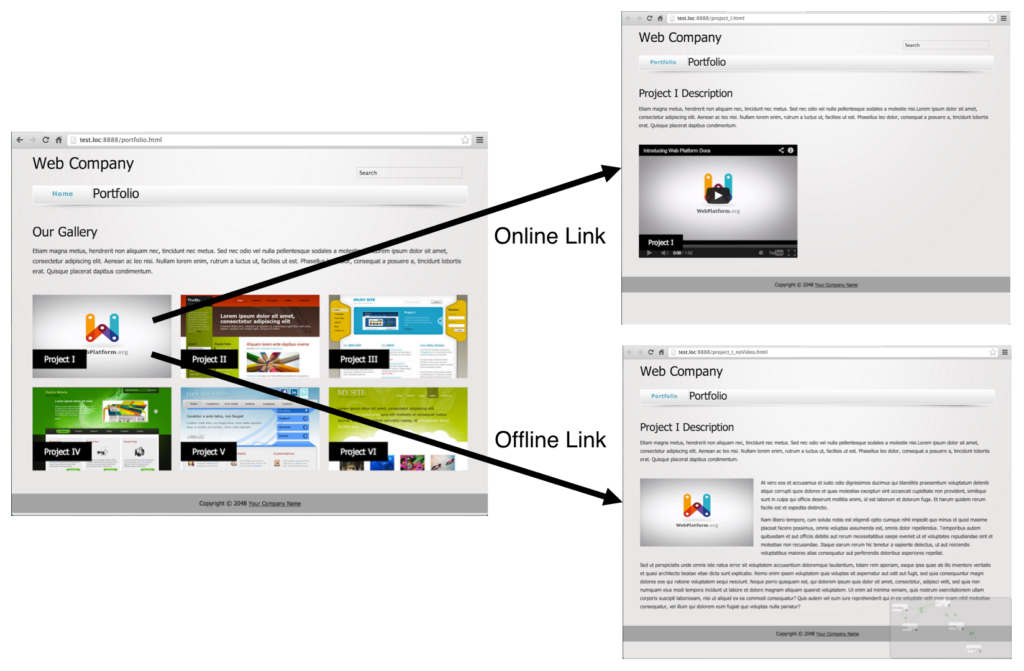 test.loc:8888/portfolio.html
Web Company
Search
Home Portfolio
Our Gallery
Etiam magna metus, hendrerit non aliquam nec, tincidunt nec metus. Sed nec odio vel nulla pellentesque sodales a molestie nisi.Lorem ipsum dolor sit amet,
consectetur adipiscing elit. Aenean ac leo nisi. Nullam lorem enim, rutrum a luctus ut, facilisis ut est. Phasellus leo dolor, consequat a posuere a, tincidunt lobortis
erat. Quisque placerat dapibus condimentum.
Project I
Project II
Lorem ipsum dolor sit amet,
consectetur adipiscing elit
Aliquam lorem ante dapibus viverra
Project III
Project IV
Project V
Curabitur a ante tellus, non feugiat
MY SITE
Project VI
Copyright © 2048 Your Company Name
Online Link
Offline Link
test.loc:8888/project_I.html
Web Company
Search
Portfolio Portfolio
Project I Description
Etiam magna metus, hendrerit non aliquam nec, tincidunt nec metus. Sed nec odio vel nulla pellentesque sodales a molestie nisi.Lorem ipsum dolor sit amet,
consectetur adipiscing elit. Aenean ac leo nisi. Nullam lorem enim, rutrum a luctus ut, facilisis ut est. Phasellus leo dolor, consequat a posuere a, tincidunt lobortis
erat. Quisque placerat dapibus condimentum.
Introducing Web Platform Docs
WebPlatform.org
Project I
Copyright © 2048 Your Company Name
test.loc:8888/project_I_noVideo.html
Web Company
Portfolio Portfolio
Project I Description
Etiam magna metus, hendrerit non aliquam nec, tincidunt nec metus. Sed nec odio vel nulla pellentesque sodales a molestie nisi.Lorem ipsum dolor sit amet,
consectetur adipiscing elit. Aenean ac leo nisi. Nullam lorem enim, rutrum a luctus ut, facilisis ut est. Phasellus leo dolor, consequat a posuere a, tincidunt lobortis
erat. Quisque placerat dapibus condimentum.
WebPlatform.org
At vero eos et accusamus et iusto odio dignissimos ducimus qui blanditiis praesentium voluptatum deleniti
atque corrupti quos dolores et quas molestias excepturi sint occaecati cupiditate non provident, similique
sunt in culpa qui officia deserunt mollitia animi, id est laborum et dolorum fuga. Et harum quidem rerum
facilis est et expedita distinctio.
Nam libero tempore, cum soluta nobis est eligendi optio cumque nihil impedit quo minus id quod maxime
placeat facere possimus, omnis voluptas assumenda est, omnis dolor repellendus. Temporibus autem
quibusdam et aut officiis debitis aut rerum necessitatibus saepe eveniet ut et voluptates repudiandae sint et
molestiae non recusandae. Itaque earum rerum hic tenetur a sapiente delectus, ut aut reiciendis
voluptatibus maiores alias consequatur aut perferendis doloribus asperiores repellat.
Sed ut perspiciatis unde omnis iste natus error sit voluptatem accusantium doloremque laudantium, totam rem aperiam, eaque ipsa quae ab illo inventore veritatis
et quasi architecto beatae vitae dicta sunt explicabo. Nemo enim ipsam voluptatem quia voluptas sit aspernatur aut odit aut fugit, sed quia consequuntur magni
dolores eos qui ratione voluptatem sequi nesciunt. Neque porro quisquam est, qui dolorem ipsum quia dolor sit amet, consectetur, adipisci velit, sed quia non
numquam eius modi tempora incidunt ut labore et dolore magnam aliquam quaerat voluptatem. Ut enim ad minima veniam, quis nostrum exercitationem ullam
corporis suscipit laboriosam, nisi ut aliquid ex ea commodi consequatur? Quis autem vel eum iure reprehenderit qui in ea voluptate velit esse quam nihil molestiae
consequatur, vel illum qui dolorem eum fugiat quo voluptas nulla pariatur?
Copyright © 2048 Your Company Name